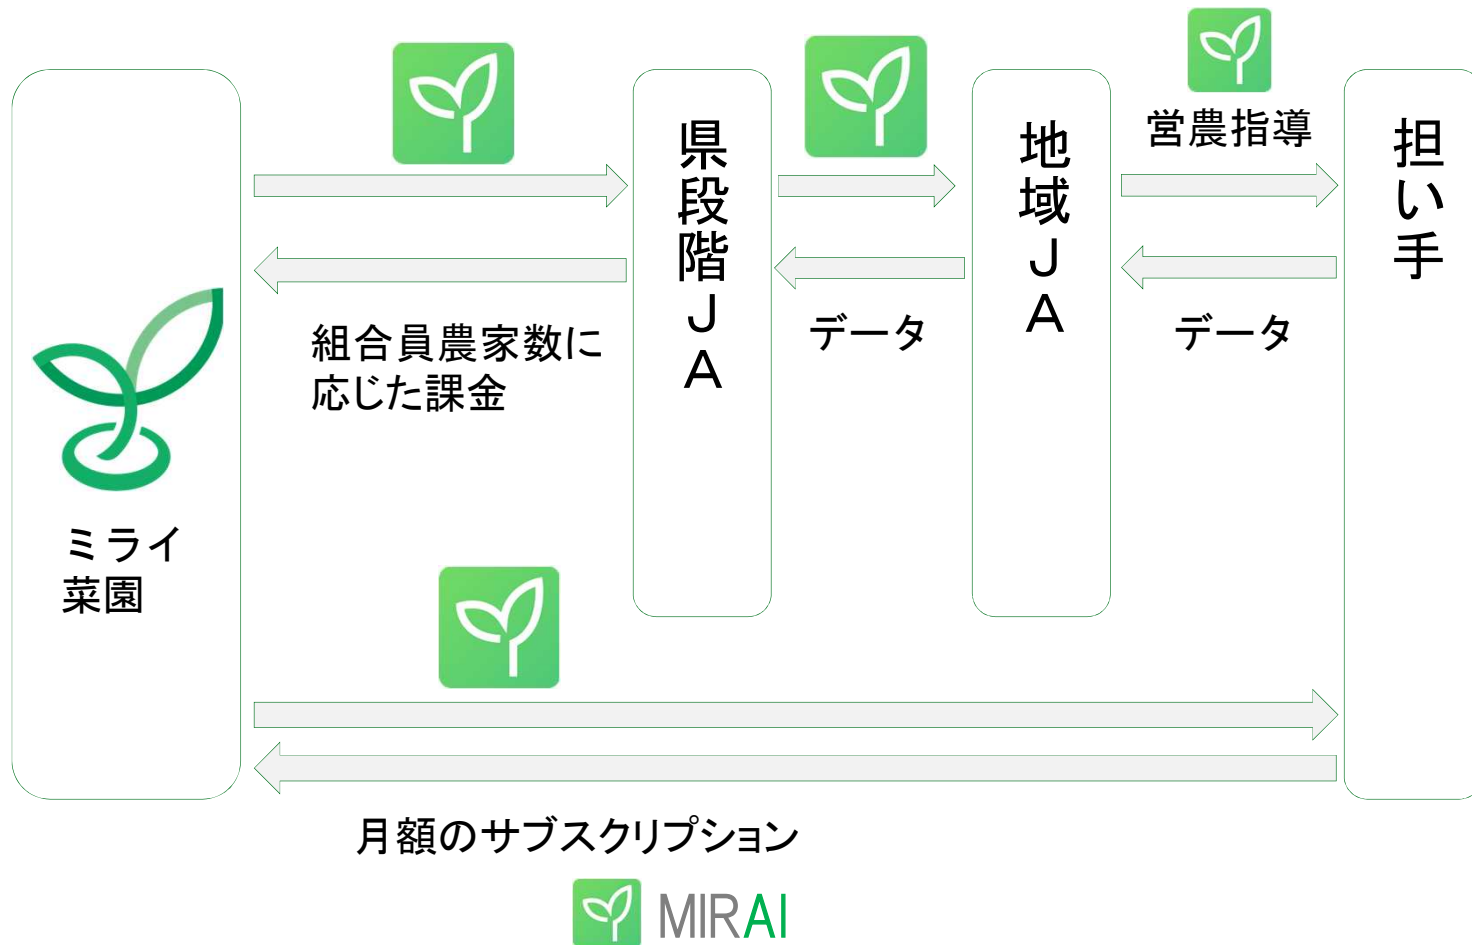 ミライ
菜園
組合員農家数に
応じた課金
県段階JA
データ
地域JA
営農指導
データ
担い手
月額のサブスクリプション
MIRAI